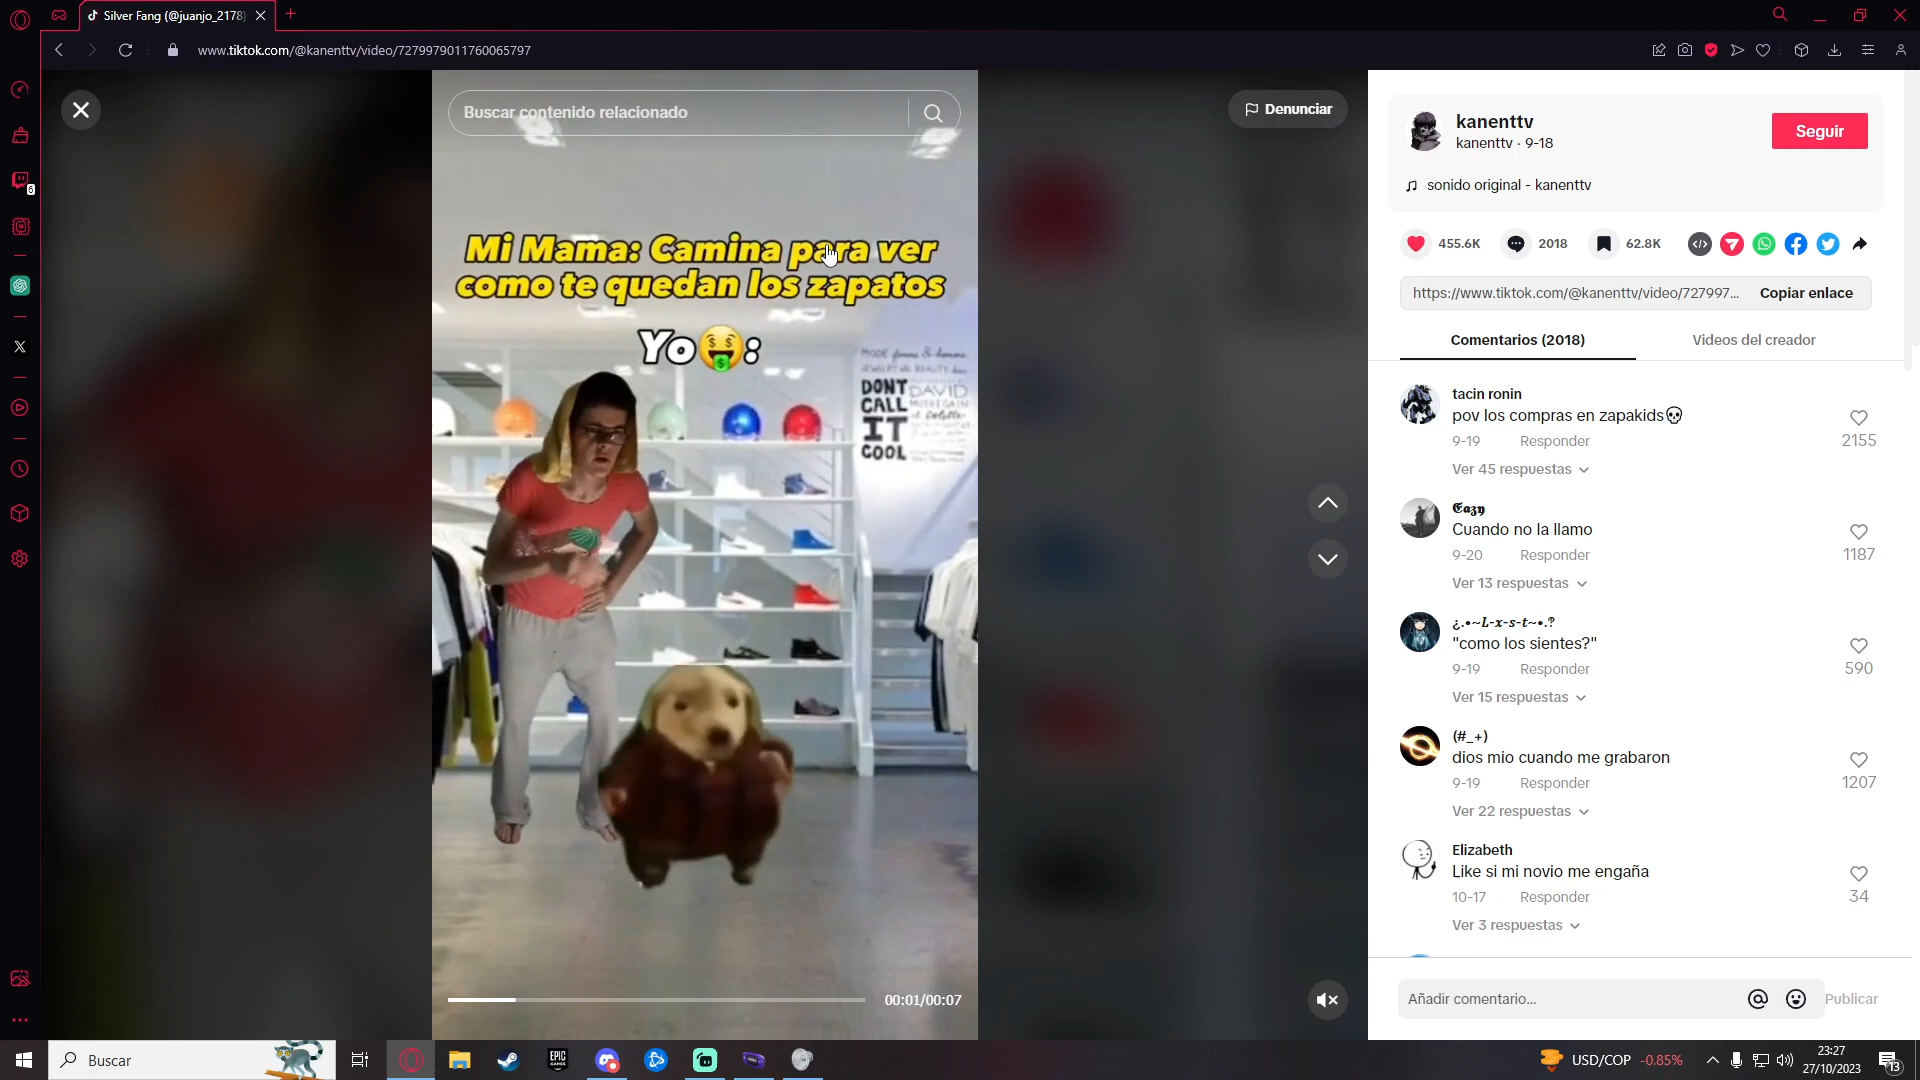 Silver Fang (@juanjo_2178)
www.tiktok.com/@kanenttv/video/7279979011760065797
6
Buscar contenido relacionado
Denunciar
Mi Mama: Camina para ver
como te quedan los zapatos
Yo🤑:
DONT
CALL
IT
COOL
DAVID
00:01/00:07
kanenttv
kanenttv · 9-18
Seguir
sonido original - kanenttv
455.6K
2018
62.8K
https://www.tiktok.com/@kanenttv/video/727997...
Copiar enlace
Comentarios (2018)
Videos del creador
tacin ronin
pov los compras en zapakids💀
9-19
Responder
2155
Ver 45 respuestas
𝕰𝖆𝖟𝖞
Cuando no la llamo
9-20
Responder
1187
Ver 13 respuestas
¿.•~𝑳-𝒙-𝒔-𝒕~•.?
"como los sientes?"
9-19
Responder
590
Ver 15 respuestas
(#_+)
dios mio cuando me grabaron
9-19
Responder
1207
Ver 22 respuestas
Elizabeth
Like si mi novio me engaña
10-17
Responder
34
Ver 3 respuestas
Añadir comentario...
Publicar
Buscar
EPIC
GAMES
USD/COP
-0.85%
23:27
27/10/2023
13